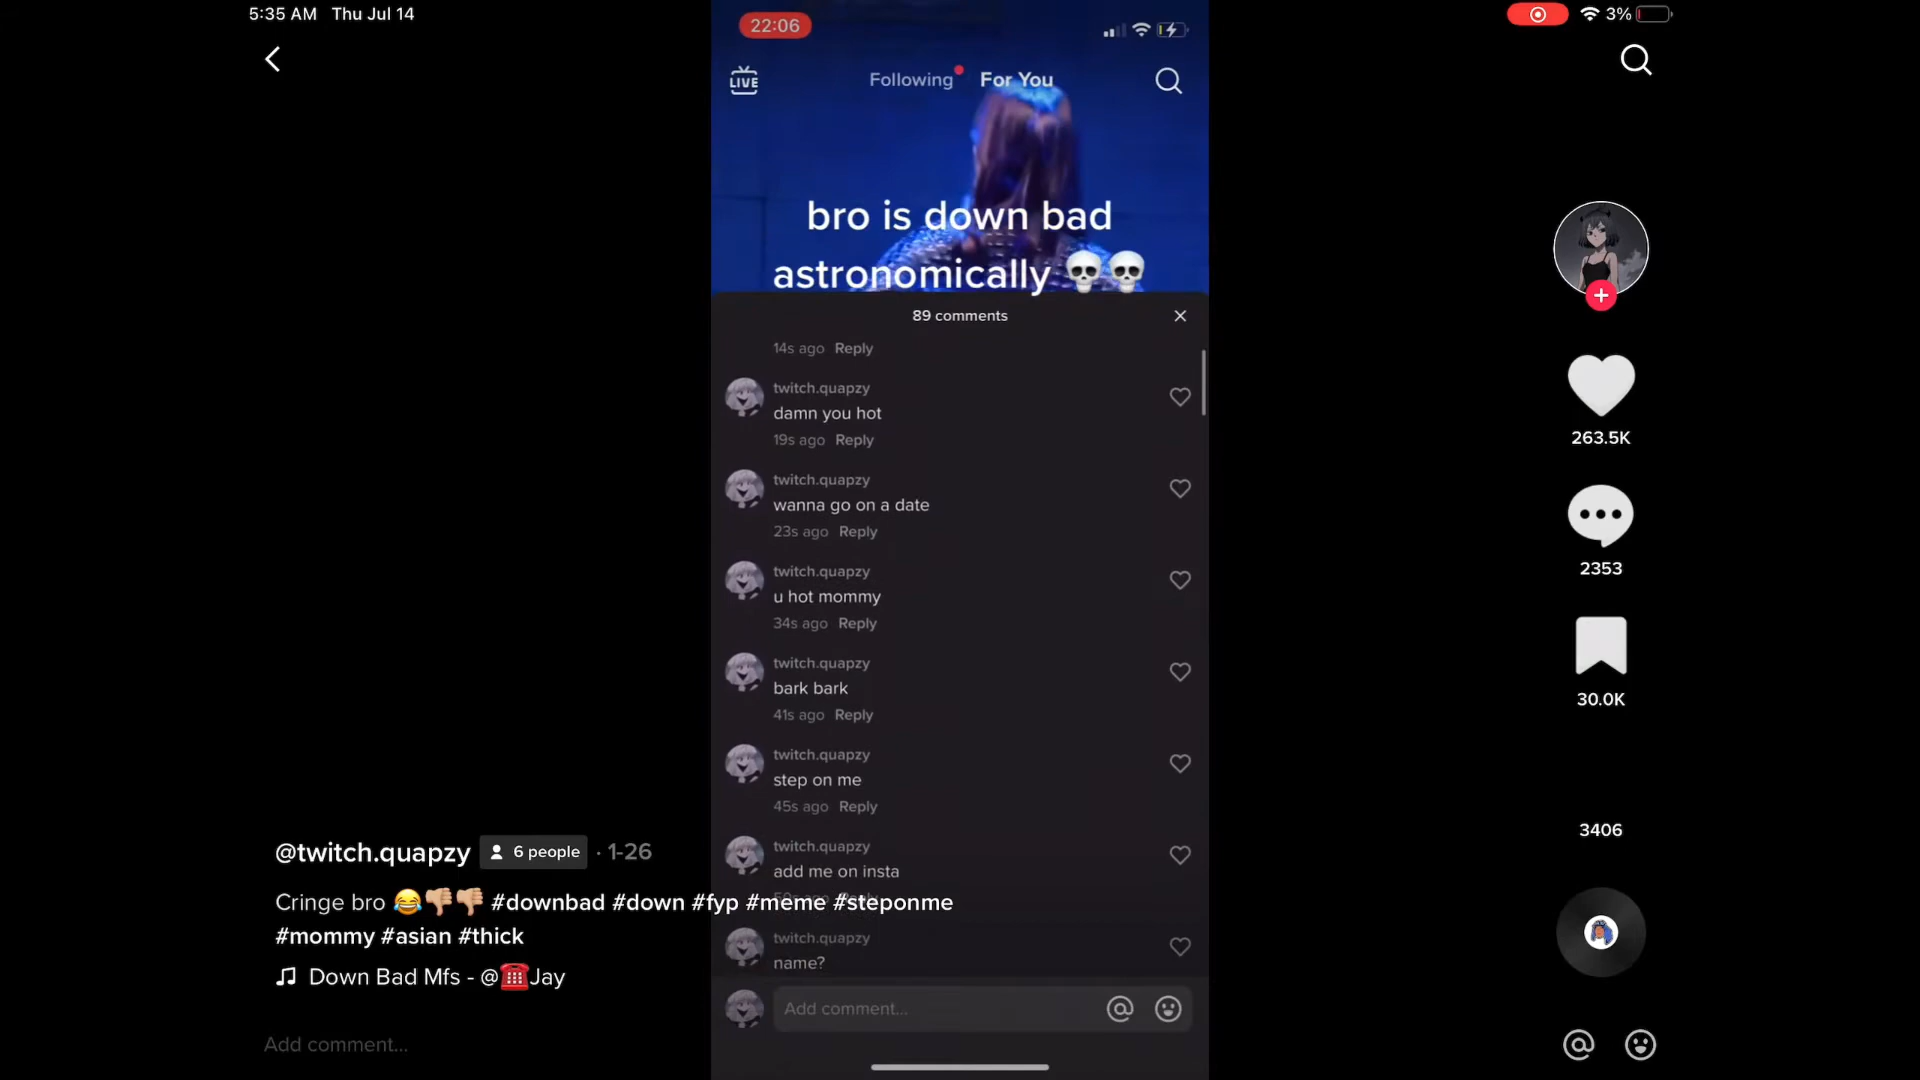 5:35 AM Thu Jul 14
3%
22:06
LIVE
Following
For You
bro is down bad
astronomically 💀💀
89 comments
14s ago Reply
twitch.quapzy
damn you hot
19s ago Reply
twitch.quapzy
wanna go on a date
23s ago Reply
twitch.quapzy
u hot mommy
34s ago Reply
twitch.quapzy
bark bark
41s ago Reply
twitch.quapzy
step on me
45s ago Reply
twitch.quapzy
add me on insta
twitch.quapzy
name?
Add comment...
263.5K
2353
30.0K
3406
@twitch.quapzy 6 people · 1-26
Cringe bro 😂👎🏼👎🏼 #downbad #down #fyp #meme #steponme
#mommy #asian #thick
Down Bad Mfs - @☎️Jay
Add comment...